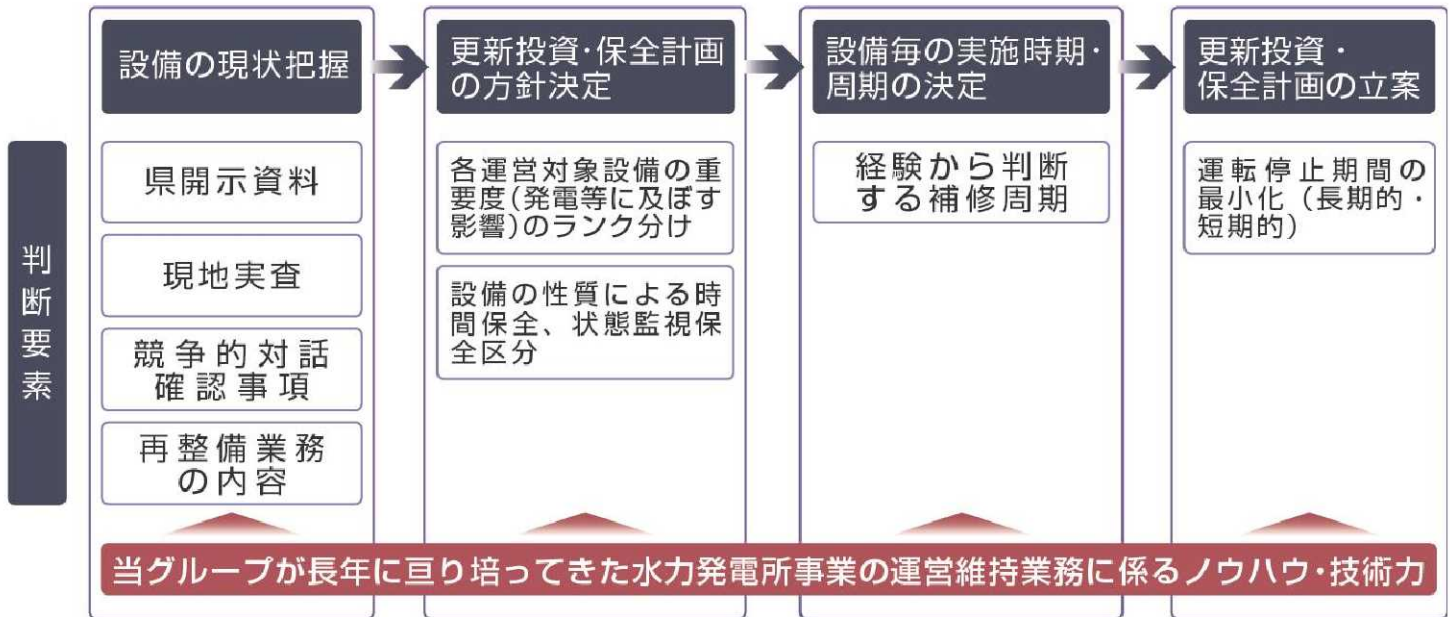 設備の現状把握
更新投資・保全計画
の方針決定
設備毎の実施時期・
周期の決定
更新投資・
保全計画の立案
判断要素
県開示資料
現地実査
競争的対話
確認事項
再整備業務
の内容
各運営対象設備の重
要度(発電等に及ぼす
影響)のランク分け
設備の性質による時
間保全、状態監視保
全区分
経験から判断
する補修周期
運転停止期間の
最小化（長期的・
短期的）
当グループが長年に亘り培ってきた水力発電所事業の運営維持業務に係るノウハウ・技術力